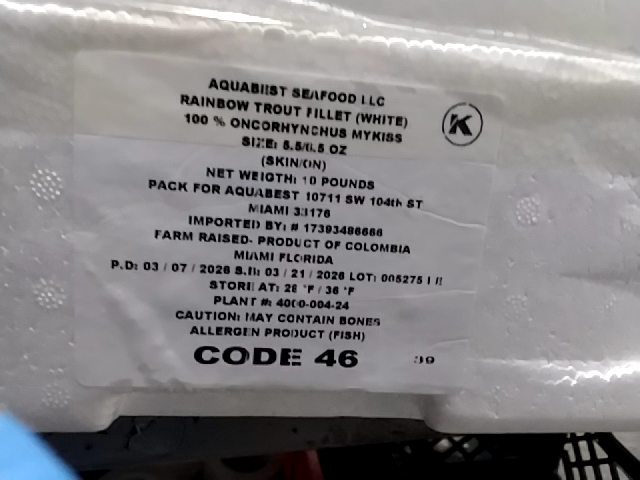 AQUABEST SEAFOOD LLC
RAINBOW TROUT FILLET (WHITE)
100 % ONCORHYNCHUS MYKISS
K
SIZE: 5.5/6.5 OZ
(SKIN/ON)
NET WEIGTH: 10 POUNDS
PACK FOR AQUABEST 10711 SW 104th ST
MIAMI 33176
IMPORTED BY: # 17393486666
FARM RAISED- PRODUCT OF COLOMBIA
MIAMI FLORIDA
P.D: 03 / 07 / 2026 S.B: 03 / 21 / 2026 LOT:
STORE AT: 28 °F / 36 °F
PLANT #: 4000-004-24
CAUTION: MAY CONTAIN BONES
ALLERGEN PRODUCT (FISH)
CODE 46